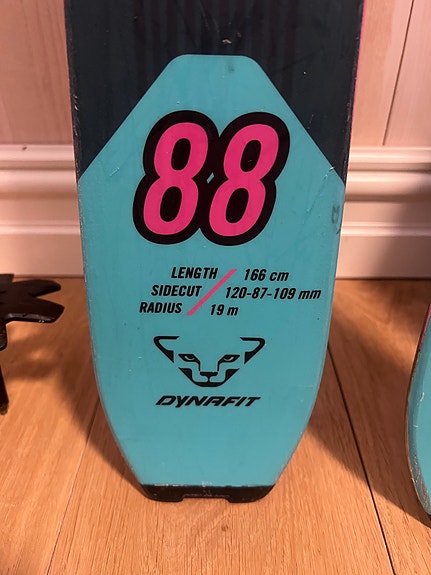 88
LENGTH / 166 cm
SIDECUT / 120-87-109 mm
RADIUS / 19 m
DYNAFIT